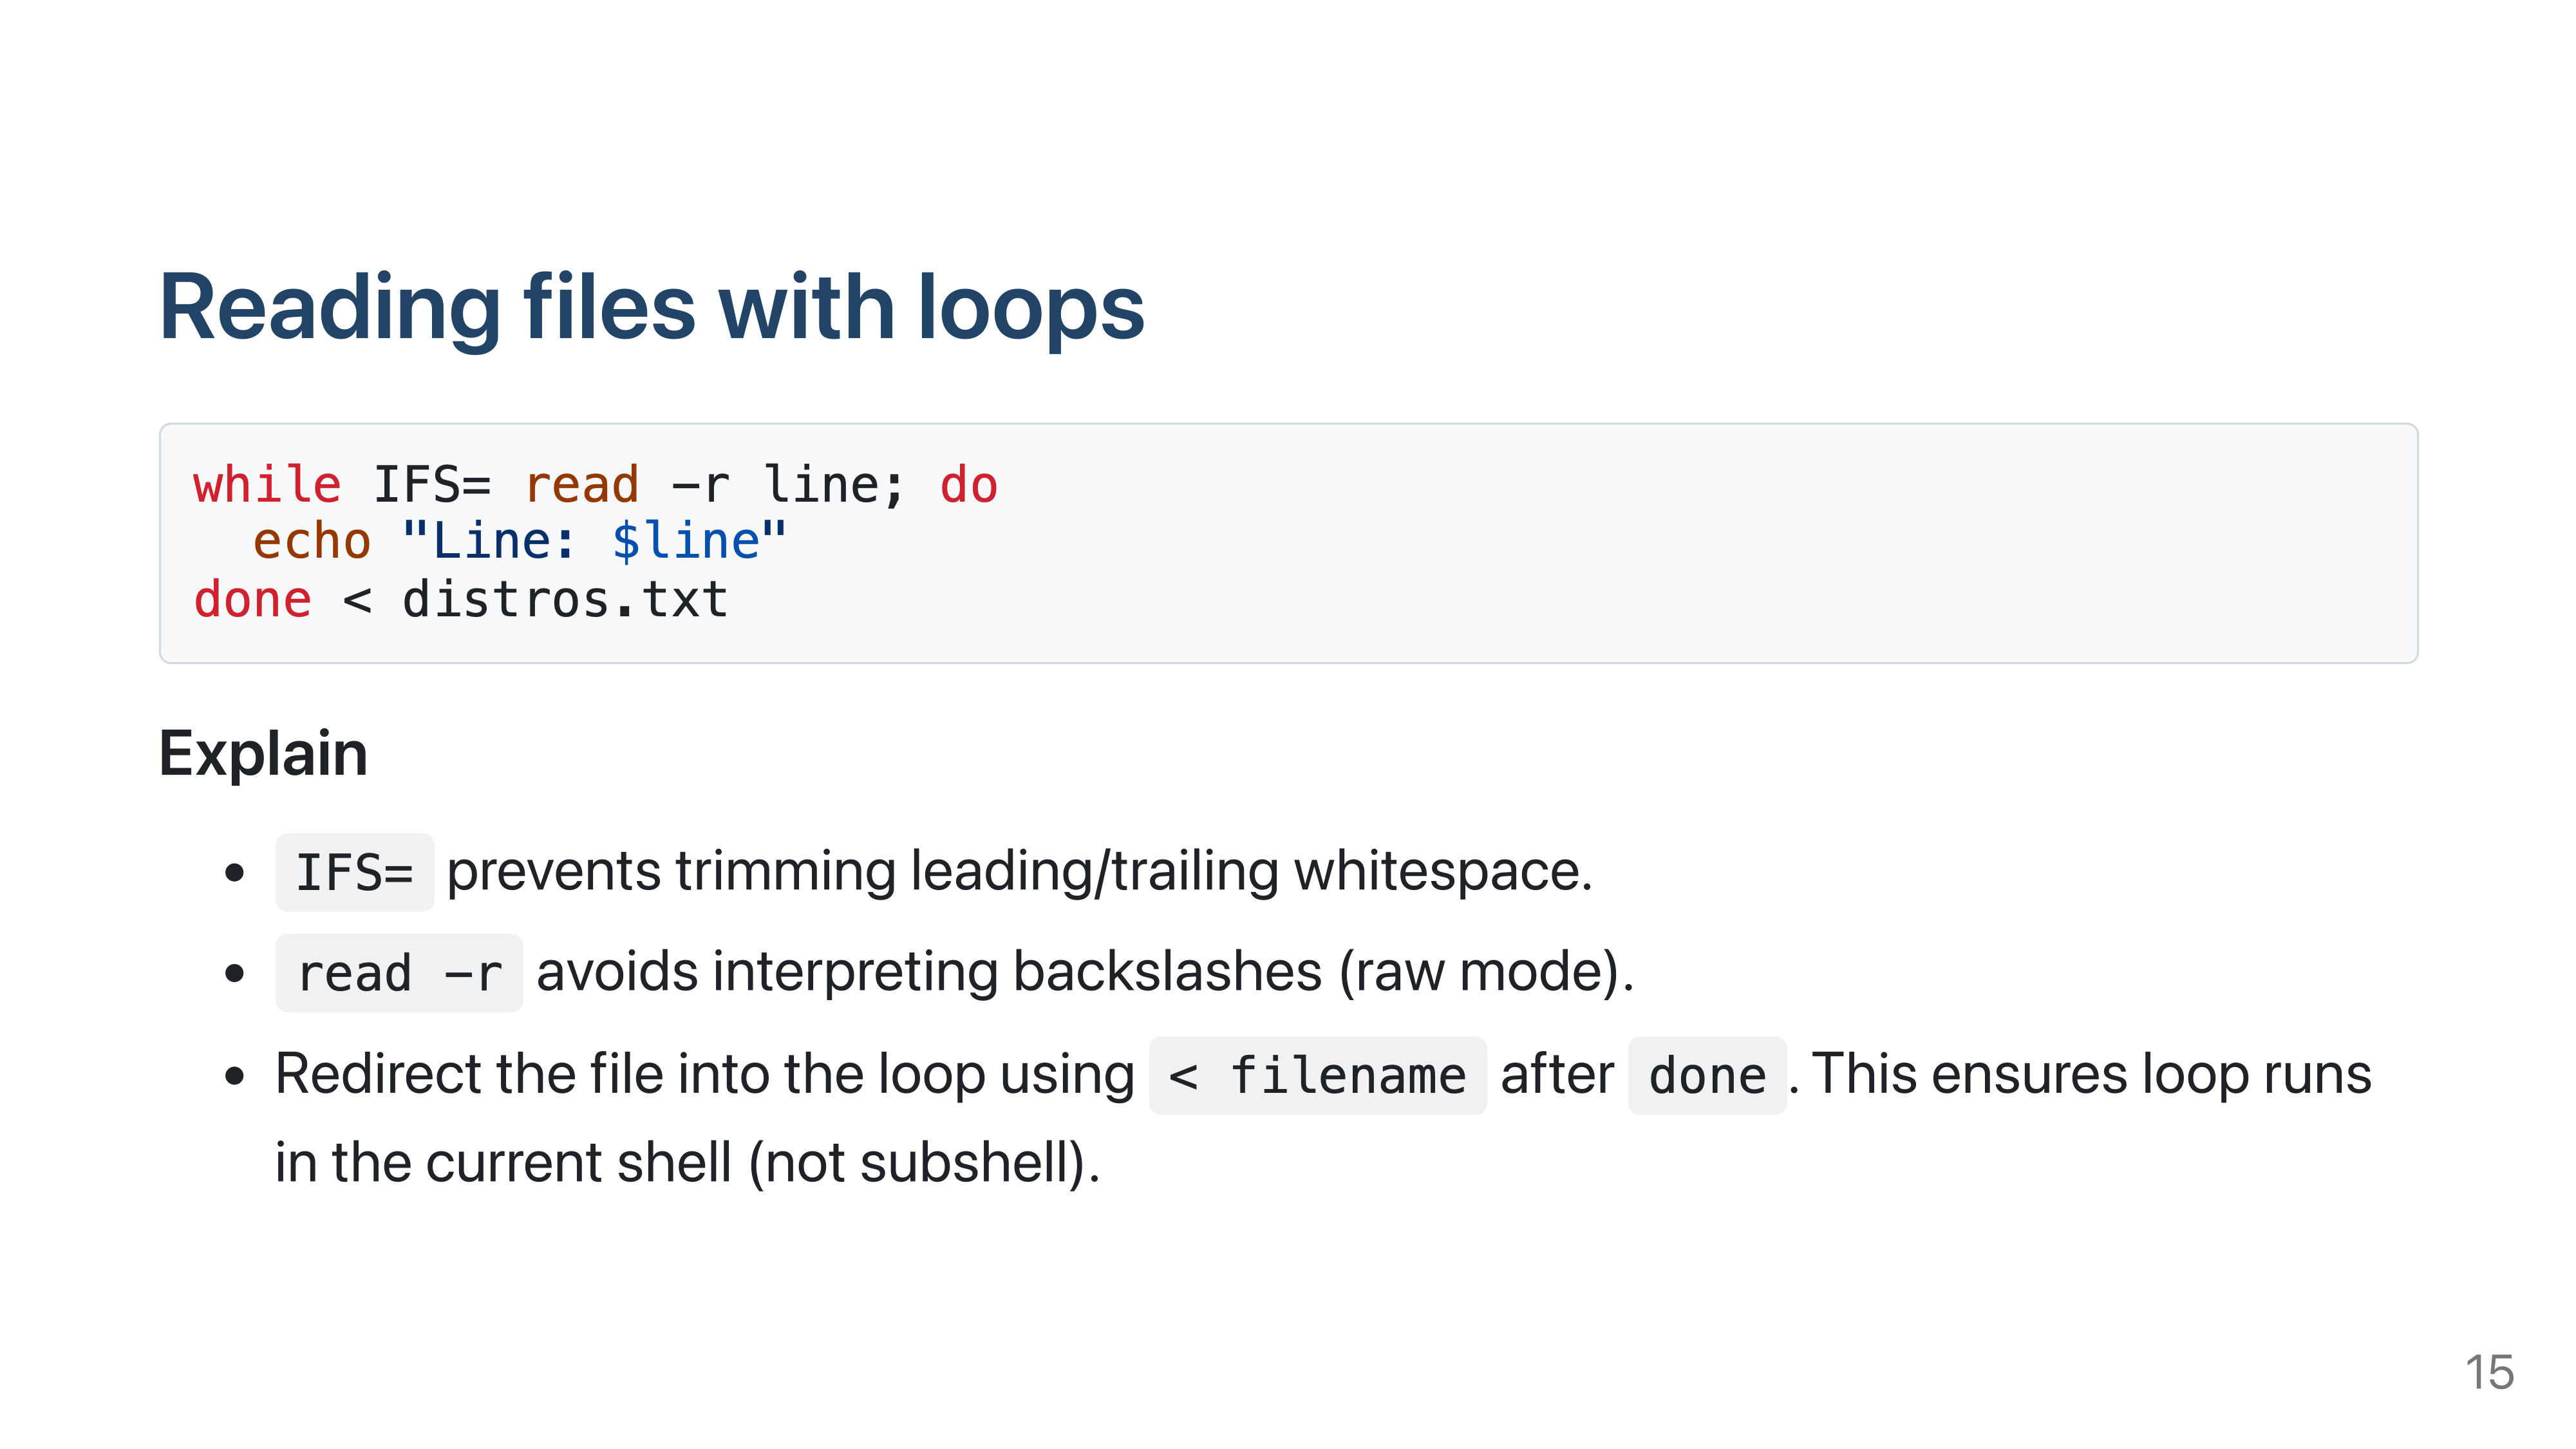 Reading files with loops
while IFS= read -r line; do
  echo "Line: $line"
done < distros.txt
Explain
• IFS= prevents trimming leading/trailing whitespace.
• read -r avoids interpreting backslashes (raw mode).
• Redirect the file into the loop using < filename after done . This ensures loop runs
in the current shell (not subshell).
15